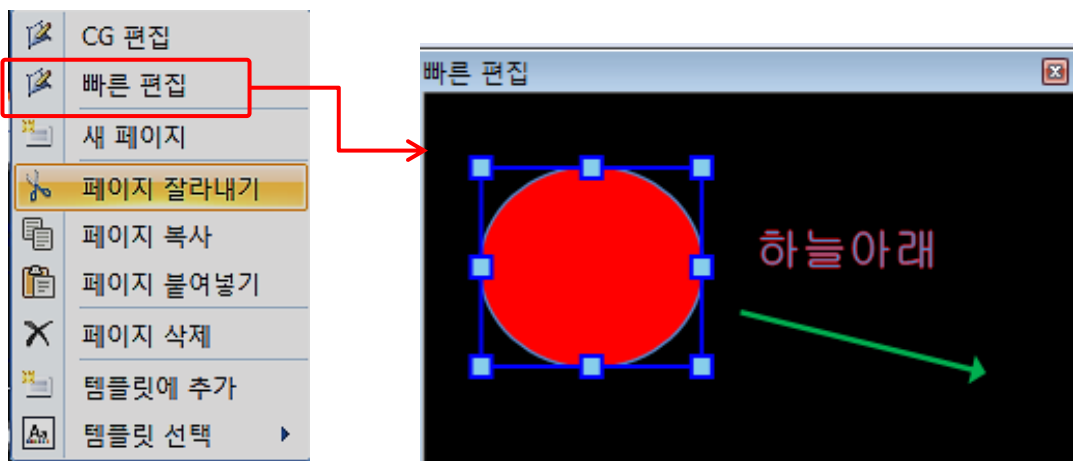 CG 편집
빠른 편집
새 페이지
페이지 잘라내기
페이지 복사
페이지 붙여넣기
페이지 삭제
템플릿에 추가
템플릿 선택
빠른 편집
하늘아래